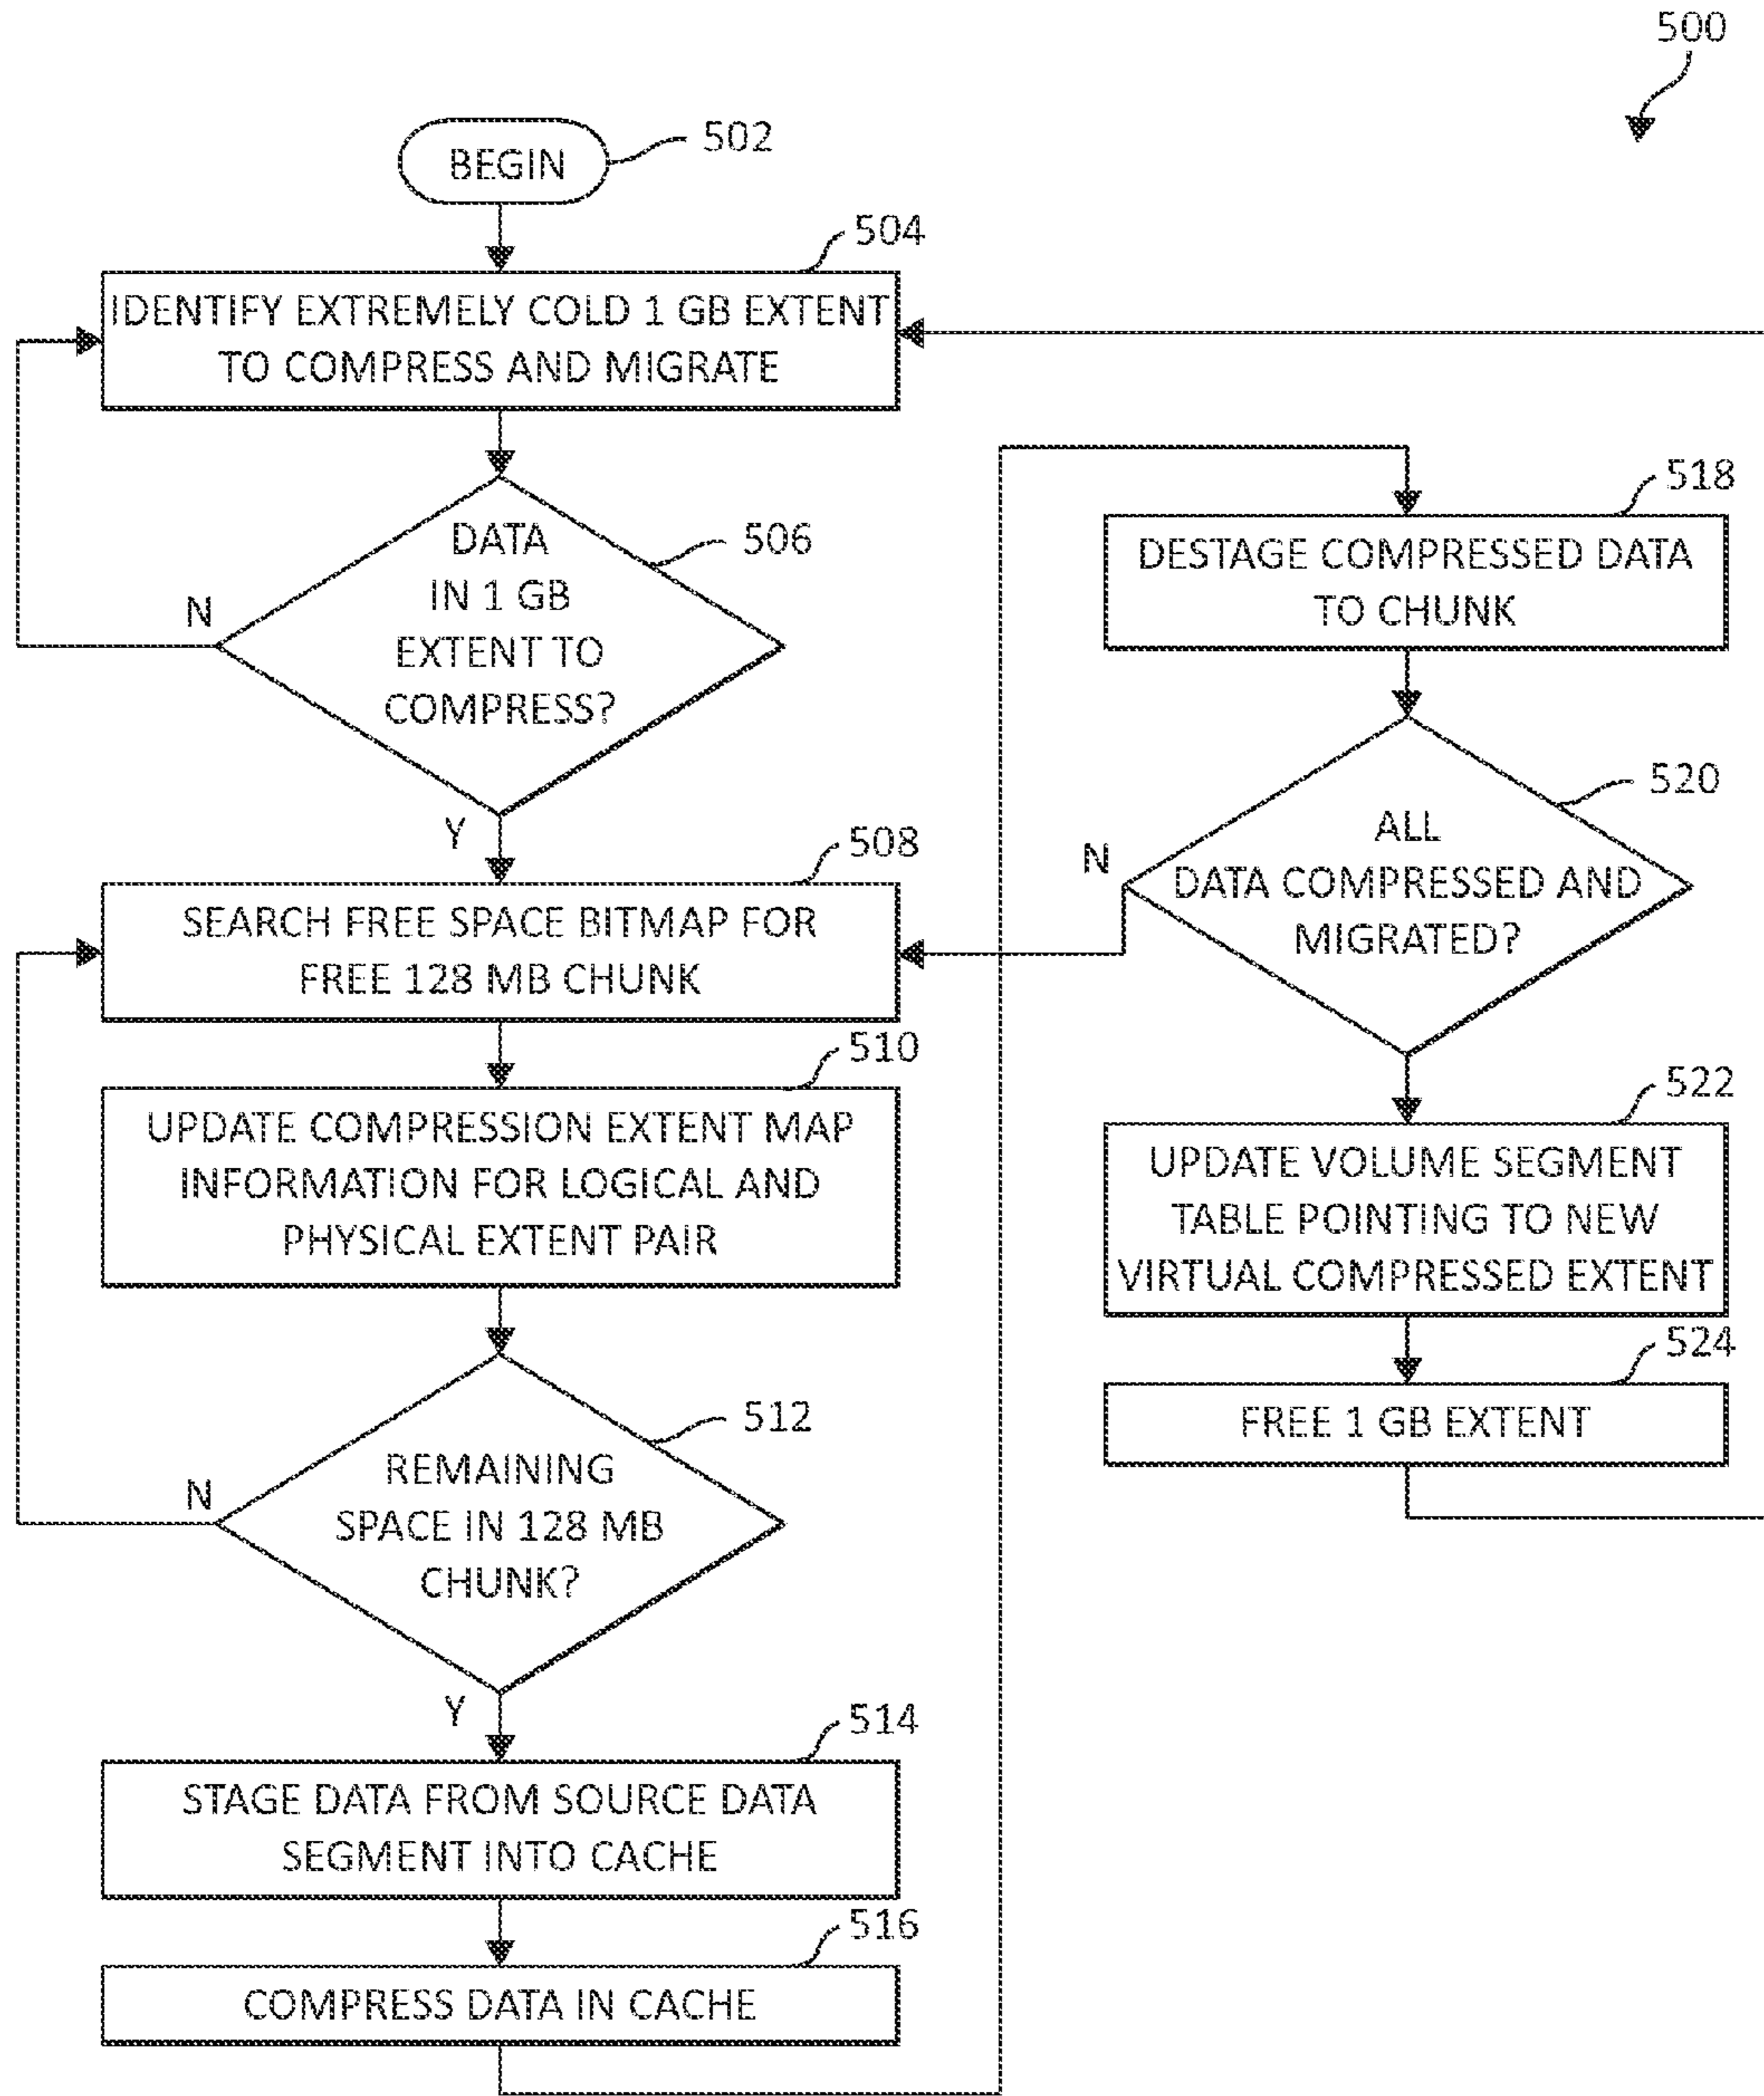 500
BEGIN
502
504
IDENTIFY EXTREMELY COLD 1 GB EXTENT
TO COMPRESS AND MIGRATE
DATA
IN 1 GB
EXTENT TO
COMPRESS?
506
N
Y
508
SEARCH FREE SPACE BITMAP FOR
FREE 128 MB CHUNK
510
UPDATE COMPRESSION EXTENT MAP
INFORMATION FOR LOGICAL AND
PHYSICAL EXTENT PAIR
512
REMAINING
SPACE IN 128 MB
CHUNK?
N
Y
514
STAGE DATA FROM SOURCE DATA
SEGMENT INTO CACHE
516
COMPRESS DATA IN CACHE
518
DESTAGE COMPRESSED DATA
TO CHUNK
520
ALL
DATA COMPRESSED AND
MIGRATED?
N
522
UPDATE VOLUME SEGMENT
TABLE POINTING TO NEW
VIRTUAL COMPRESSED EXTENT
524
FREE 1 GB EXTENT